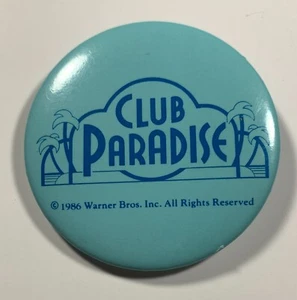 CLUB
PARADISE
© 1986 Warner Bros. Inc. All Rights Reserved